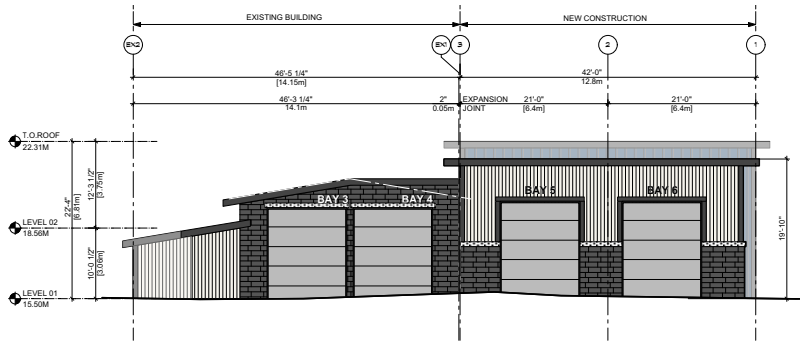 EXISTING BUILDING
NEW CONSTRUCTION
EX2
EX1
3
2
1
46'-5 1/4"
[14.15m]
42'-0"
12.8m
46'-3 1/4"
14.1m
2"
0.05m
EXPANSION
JOINT
21'-0"
[6.4m]
21'-0"
[6.4m]
T.O.ROOF
22.31M
22'-4"
[6.81m]
12'-3 1/2"
[3.75m]
BAY 3
BAY 4
BAY 5
BAY 6
LEVEL 02
18.56M
10'-0 1/2"
[3.06m]
19'-10"
LEVEL 01
15.50M